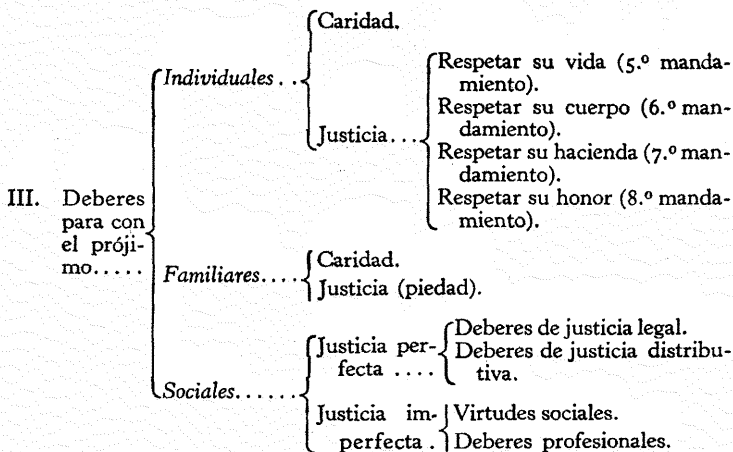 Caridad.
Individuales . .
Respetar su vida (5.º manda-
miento).
Respetar su cuerpo (6.º man-
damiento).
Justicia. . .
Respetar su hacienda (7.º man-
damiento).
Respetar su honor (8.º manda-
miento).
III. Deberes
para con
el próji-
mo. . . . .
Familiares. . . .
Caridad.
Justicia (piedad).
Sociales. . . . . .
Justicia per-
fecta . . . .
Deberes de justicia legal.
Deberes de justicia distribu-
tiva.
Justicia im-
perfecta .
Virtudes sociales.
Deberes profesionales.